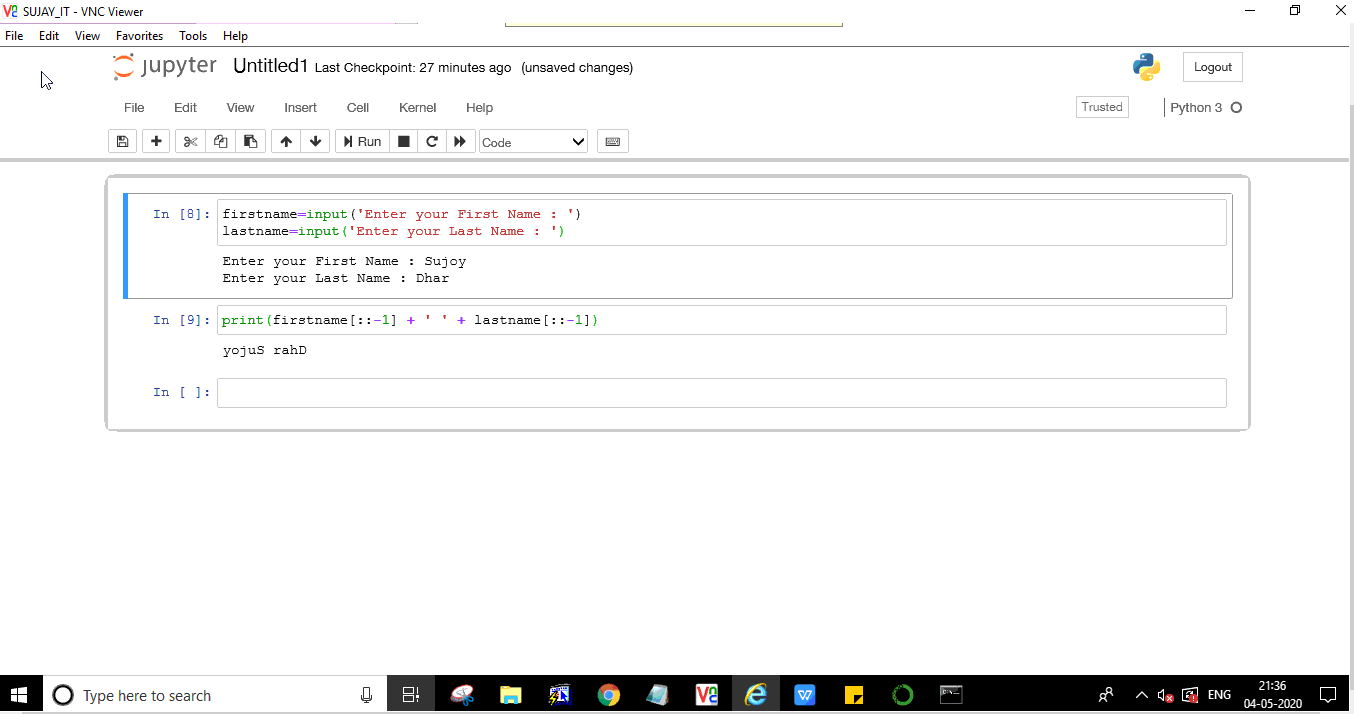 SUJAY_IT - VNC Viewer
File Edit View Favorites Tools Help
jupyter Untitled1 Last Checkpoint: 27 minutes ago (unsaved changes) Logout
File Edit View Insert Cell Kernel Help Trusted Python 3
Run Code
In [8]: firstname=input('Enter your First Name : ')
lastname=input('Enter your Last Name : ')
Enter your First Name : Sujoy
Enter your Last Name : Dhar
In [9]: print(firstname[::-1] + ' ' + lastname[::-1])
yojuS rahD
In [ ]:
Type here to search ENG 21:36
04-05-2020